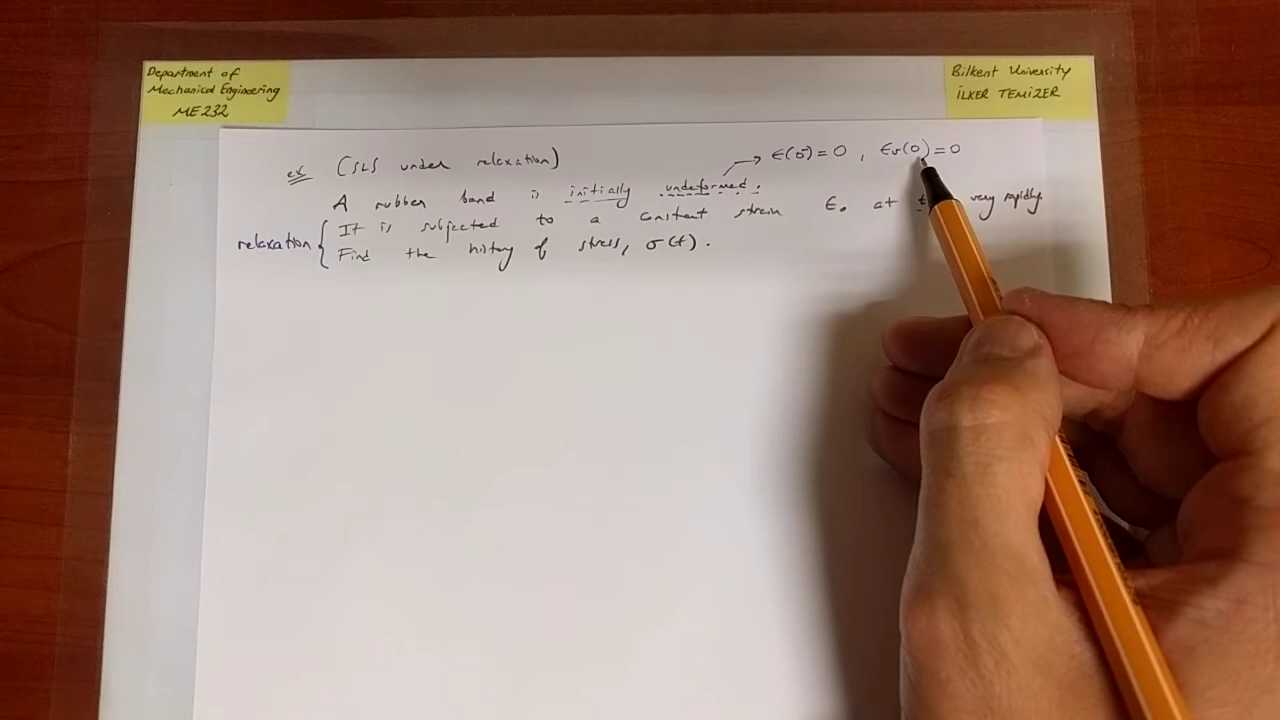 Department of
Mechanical Engineering
ME232
Bilkent University
İLKER TEMİZER
ex (SLS under relaxation)
→ ϵ(0⁻) = 0 , ϵv(0) = 0
A rubber band is initially undeformed.
relaxation { It is subjected to a constant strain ϵ₀ at very rapidly.
Find the history of stress, σ(t).